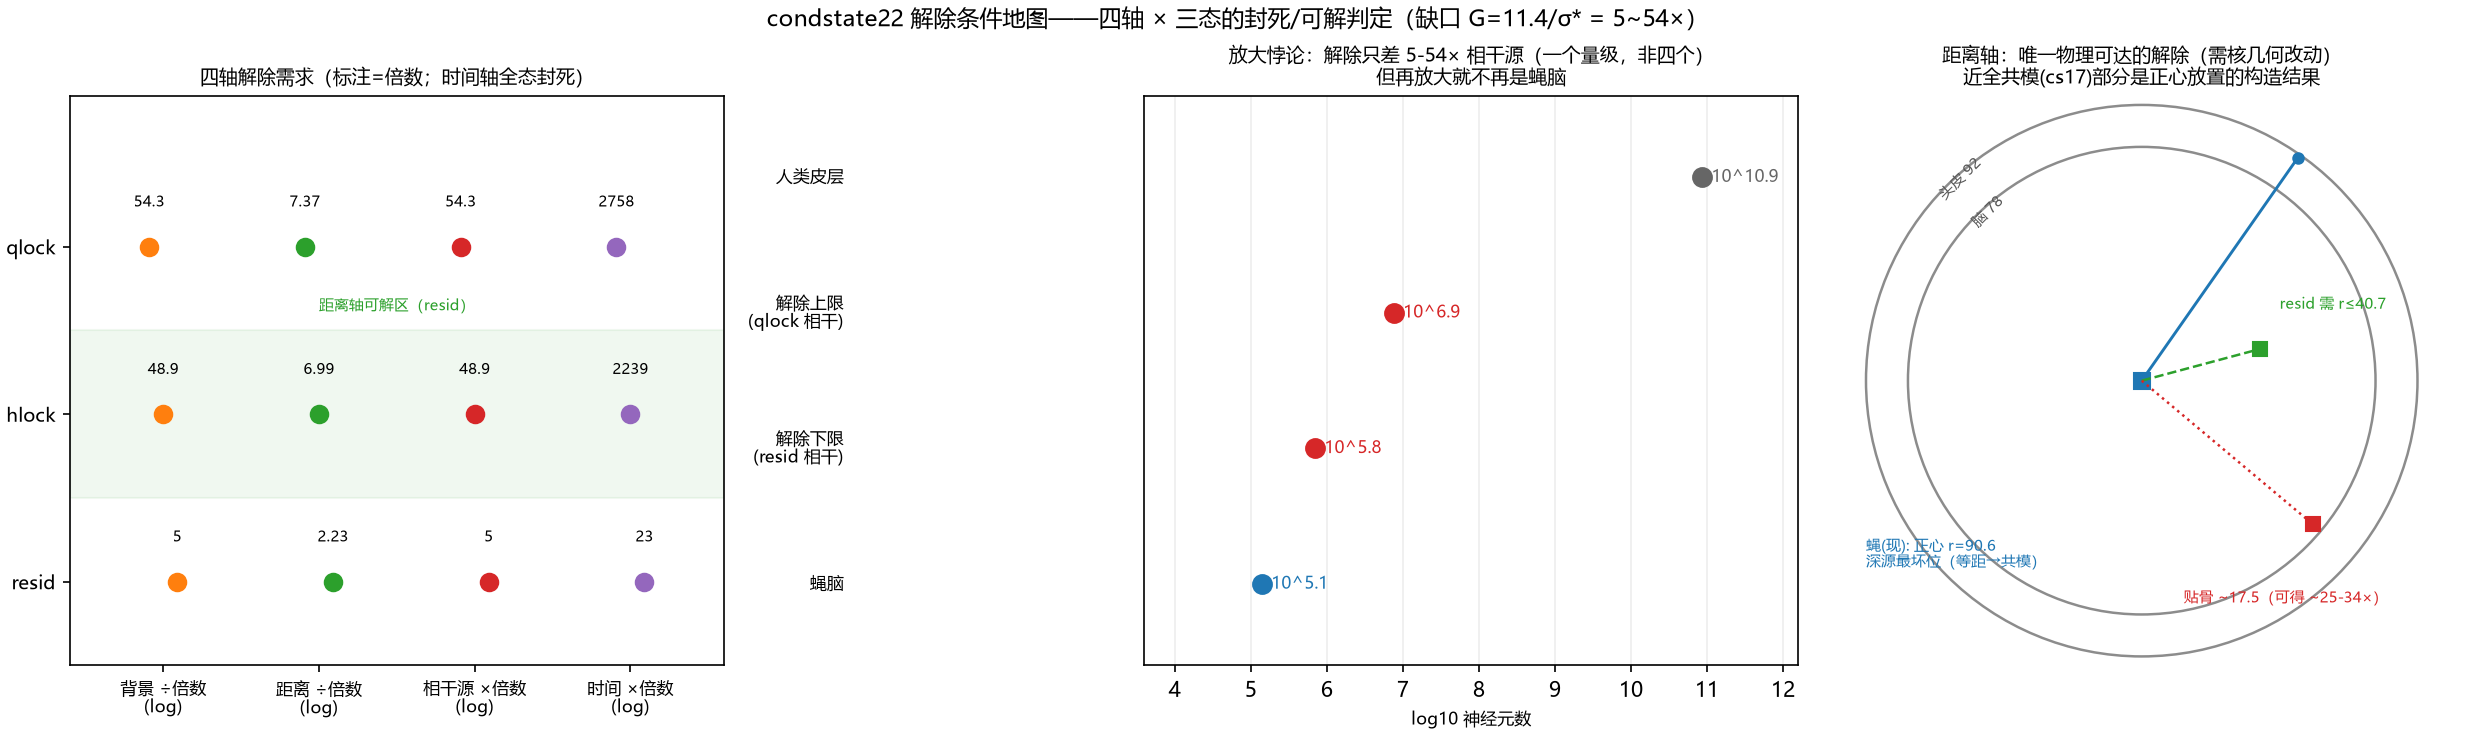 condstate22 解除条件地图——四轴 × 三态的封死/可解判定（缺口 G=11.4/σ* = 5~54×）
四轴解除需求（标注=倍数；时间轴全态封死）
qlock
hlock
resid
54.3
7.37
54.3
2758
距离轴可解区（resid）
48.9
6.99
48.9
2239
5
2.23
5
23
背景 ÷倍数
(log)
距离 ÷倍数
(log)
相干源 ×倍数
(log)
时间 ×倍数
(log)
放大悖论：解除只差 5-54× 相干源（一个量级，非四个）
但再放大就不再是蝇脑
人类皮层
解除上限
(qlock 相干)
解除下限
(resid 相干)
蝇脑
10^10.9
10^6.9
10^5.8
10^5.1
4
5
6
7
8
9
10
11
12
log10 神经元数
距离轴：唯一物理可达的解除（需核几何改动）
近全共模(cs17)部分是正心放置的构造结果
头皮 92
脑 78
resid 需 r≤40.7
蝇(现): 正心 r=90.6
深源最坏位（等距→共模）
贴骨 ~17.5（可得 ~25-34×）